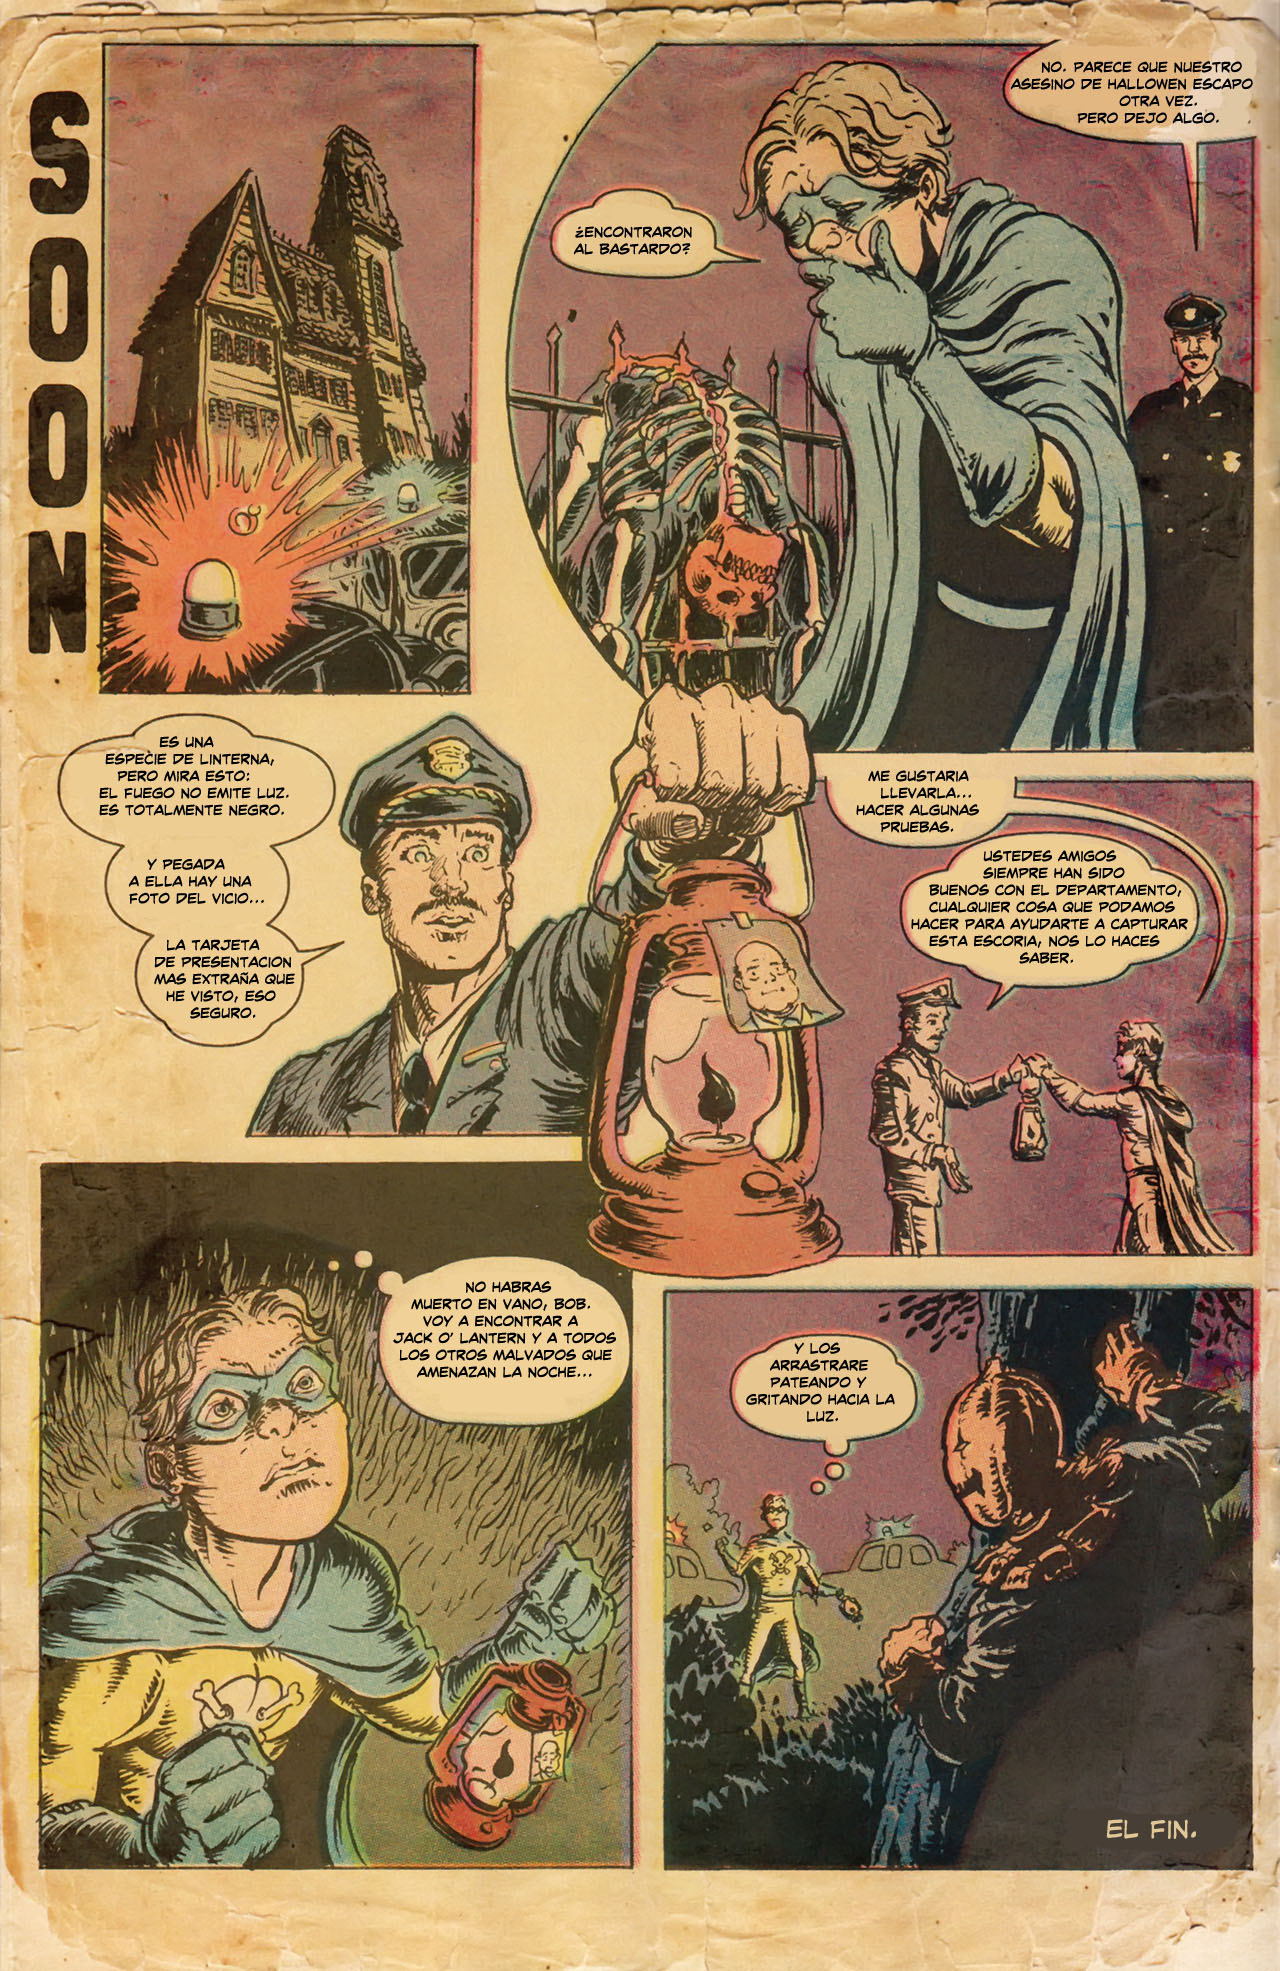 SOON
¿ENCONTRARON
AL BASTARDO?
NO. PARECE QUE NUESTRO
ASESINO DE HALLOWEN ESCAPO
OTRA VEZ.
PERO DEJO ALGO.
ES UNA
ESPECIE DE LINTERNA,
PERO MIRA ESTO:
EL FUEGO NO EMITE LUZ.
ES TOTALMENTE NEGRO.
Y PEGADA
A ELLA HAY UNA
FOTO DEL VICIO...
LA TARJETA
DE PRESENTACION
MAS EXTRAÑA QUE
HE VISTO, ESO
SEGURO.
ME GUSTARIA
LLEVARLA...
HACER ALGUNAS
PRUEBAS.
USTEDES AMIGOS
SIEMPRE HAN SIDO
BUENOS CON EL DEPARTAMENTO,
CUALQUIER COSA QUE PODAMOS
HACER PARA AYUDARTE A CAPTURAR
ESTA ESCORIA, NOS LO HACES
SABER.
NO HABRAS
MUERTO EN VANO, BOB.
VOY A ENCONTRAR A
JACK O' LANTERN Y A TODOS
LOS OTROS MALVADOS QUE
AMENAZAN LA NOCHE...
Y LOS
ARRASTRARE
PATEANDO Y
GRITANDO HACIA LA
LUZ.
EL FIN.